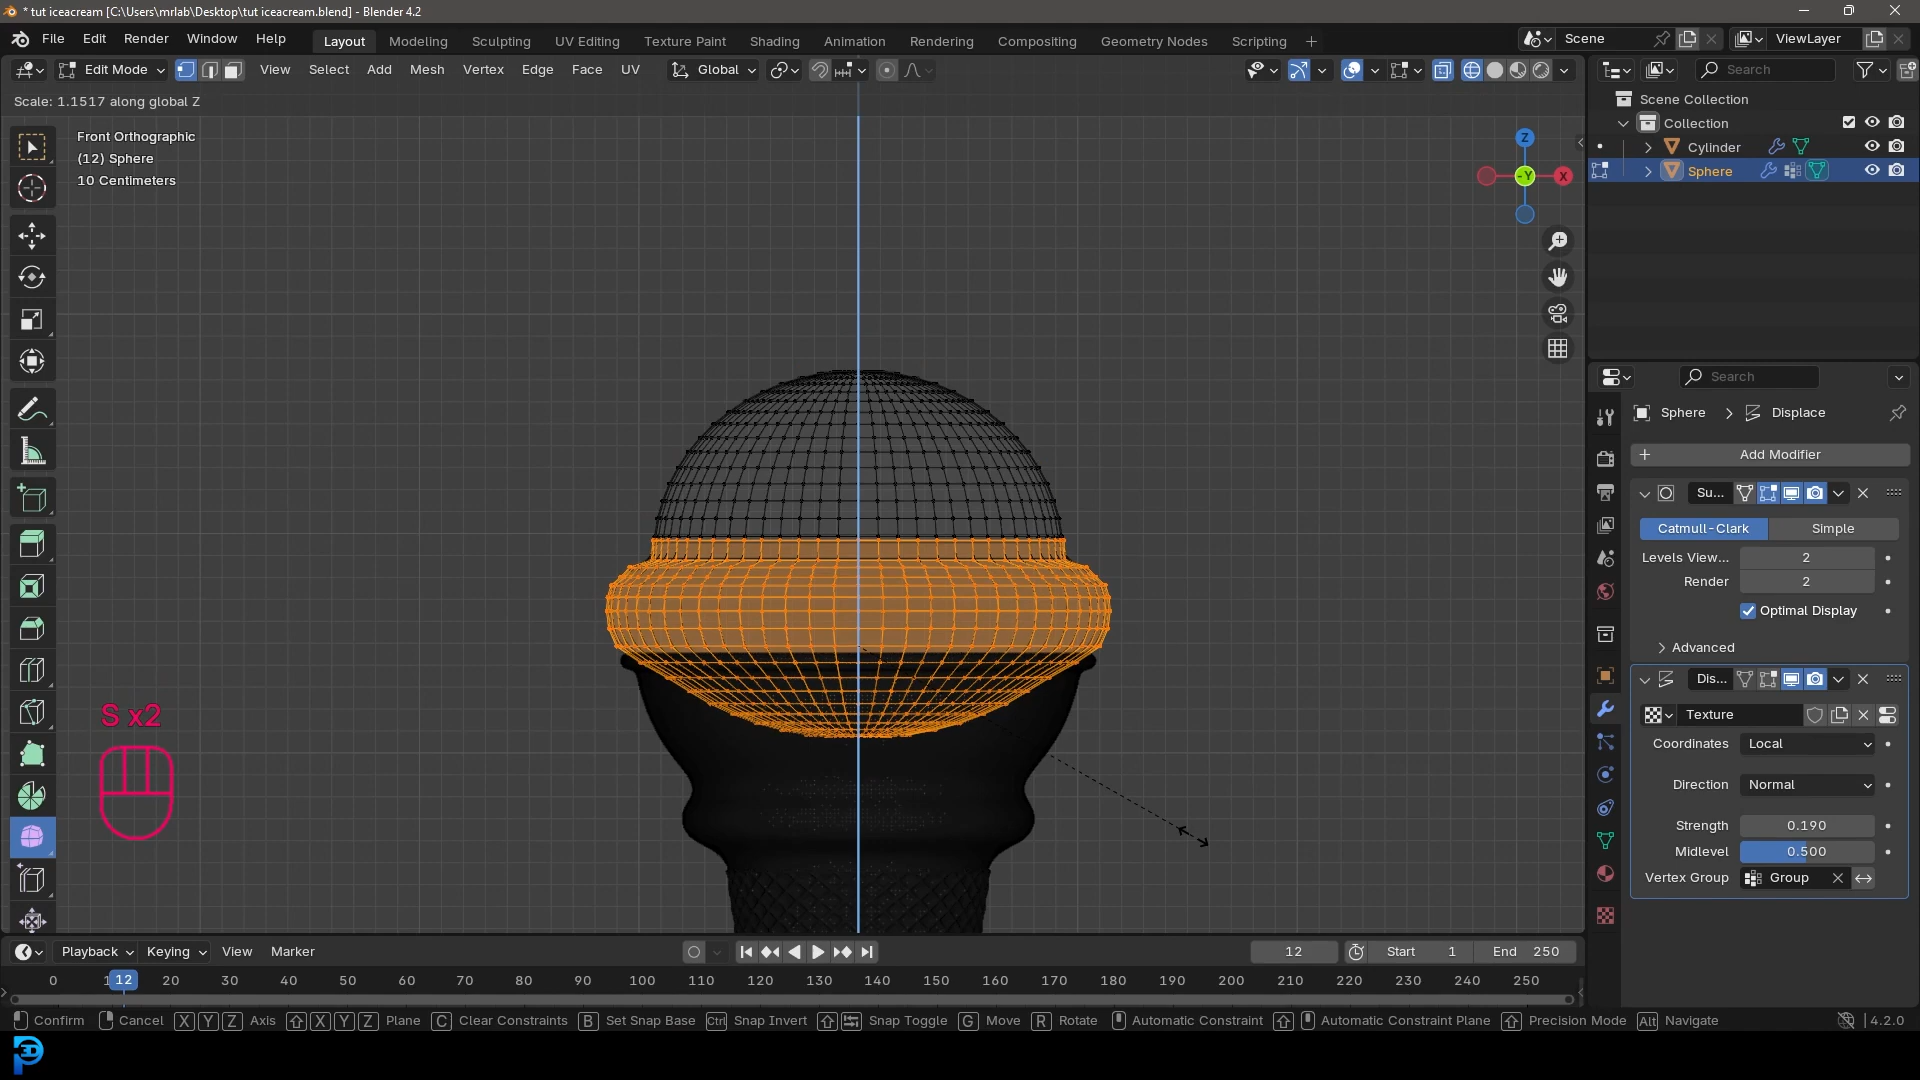 * tut iceacream [C:\Users\mrlab\Desktop\tut iceacream.blend] - Blender 4.2
File Edit Render Window Help
Layout Modeling Sculpting UV Editing Texture Paint Shading Animation Rendering Compositing Geometry Nodes Scripting +
Scene
ViewLayer
Edit Mode View Select Add Mesh Vertex Edge Face UV
Global
Search
Scale: 1.1517 along global Z
Front Orthographic
(12) Sphere
10 Centimeters
Z
-Y X
Scene Collection
Collection
Cylinder
Sphere
Search
Sphere > Displace
+ Add Modifier
Su...
Catmull-Clark Simple
Levels View... 2
Render 2
Optimal Display
Advanced
Dis...
Texture
Coordinates Local
Direction Normal
Strength 0.190
Midlevel 0.500
Vertex Group Group
S x2
Playback Keying View Marker
12 Start 1 End 250
0 1 12 20 30 40 50 60 70 80 90 100 110 120 130 140 150 160 170 180 190 200 210 220 230 240 250
Confirm Cancel X Y Z Axis X Y Z Plane C Clear Constraints B Set Snap Base Ctrl Snap Invert Snap Toggle G Move R Rotate Automatic Constraint Automatic Constraint Plane Precision Mode Alt Navigate 4.2.0